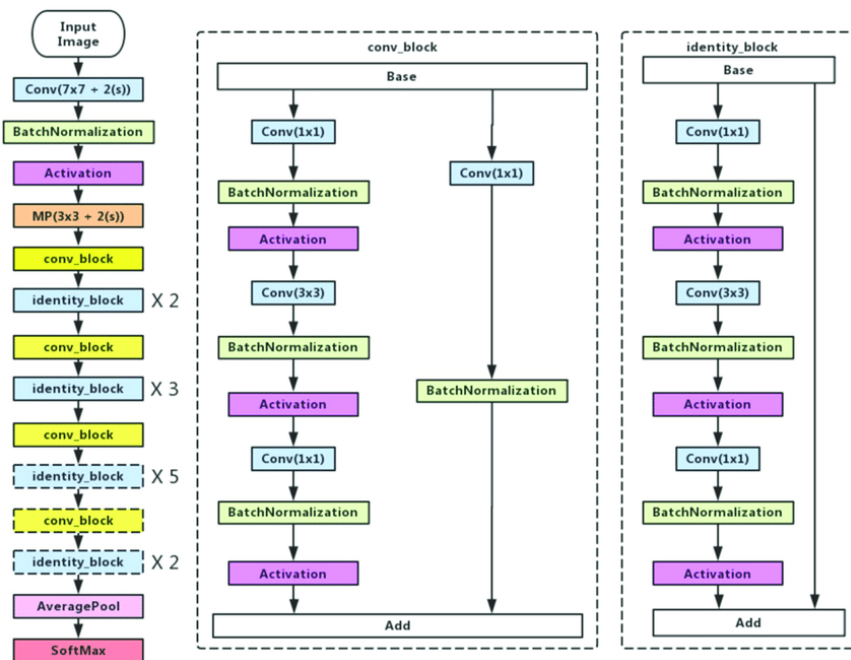 Input
Image
Conv(7x7 + 2(s))
BatchNormalization
Activation
MP(3x3 + 2(s))
conv_block
identity_block X 2
conv_block
identity_block X 3
conv_block
identity_block X 5
conv_block
identity_block X 2
AveragePool
SoftMax
conv_block
Base
Conv(1x1)
BatchNormalization
Activation
Conv(3x3)
BatchNormalization
Activation
Conv(1x1)
BatchNormalization
Activation
Conv(1x1)
BatchNormalization
Add
identity_block
Base
Conv(1x1)
BatchNormalization
Activation
Conv(3x3)
BatchNormalization
Activation
Conv(1x1)
BatchNormalization
Activation
Add